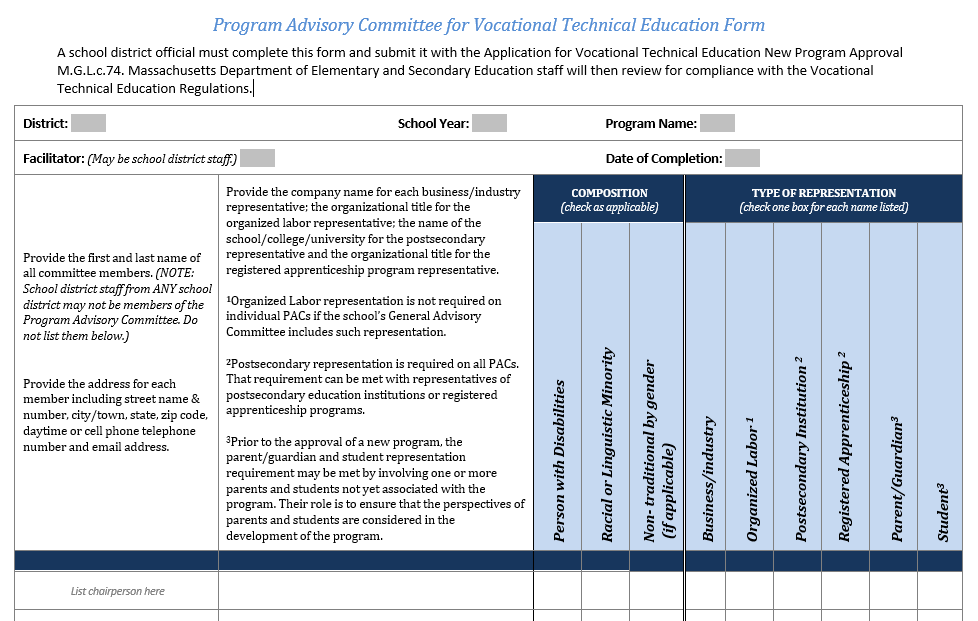 Program Advisory Committee for Vocational Technical Education Form
A school district official must complete this form and submit it with the Application for Vocational Technical Education New Program Approval
M.G.L.c.74. Massachusetts Department of Elementary and Secondary Education staff will then review for compliance with the Vocational
Technical Education Regulations.
District:
School Year:
Program Name:
Facilitator: (May be school district staff.)
Date of Completion:
Provide the first and last name of
all committee members. (NOTE:
School district staff from ANY school
district may not be members of the
Program Advisory Committee. Do
not list them below.)
Provide the address for each
member including street name &
number, city/town, state, zip code,
daytime or cell phone telephone
number and email address.
Provide the company name for each business/industry
representative; the organizational title for the
organized labor representative; the name of the
school/college/university for the postsecondary
representative and the organizational title for the
registered apprenticeship program representative.
¹Organized Labor representation is not required on
individual PACs if the school's General Advisory
Committee includes such representation.
²Postsecondary representation is required on all PACs.
That requirement can be met with representatives of
postsecondary education institutions or registered
apprenticeship programs.
³Prior to the approval of a new program, the
parent/guardian and student representation
requirement may be met by involving one or more
parents and students not yet associated with the
program. Their role is to ensure that the perspectives of
parents and students are considered in the
development of the program.
COMPOSITION
(check as applicable)
TYPE OF REPRESENTATION
(check one box for each name listed)
Person with Disabilities
Racial or Linguistic Minority
Non- traditional by gender
(if applicable)
Business/industry
Organized Labor ¹
Postsecondary Institution ²
Registered Apprenticeship ²
Parent/Guardian³
Student³
List chairperson here